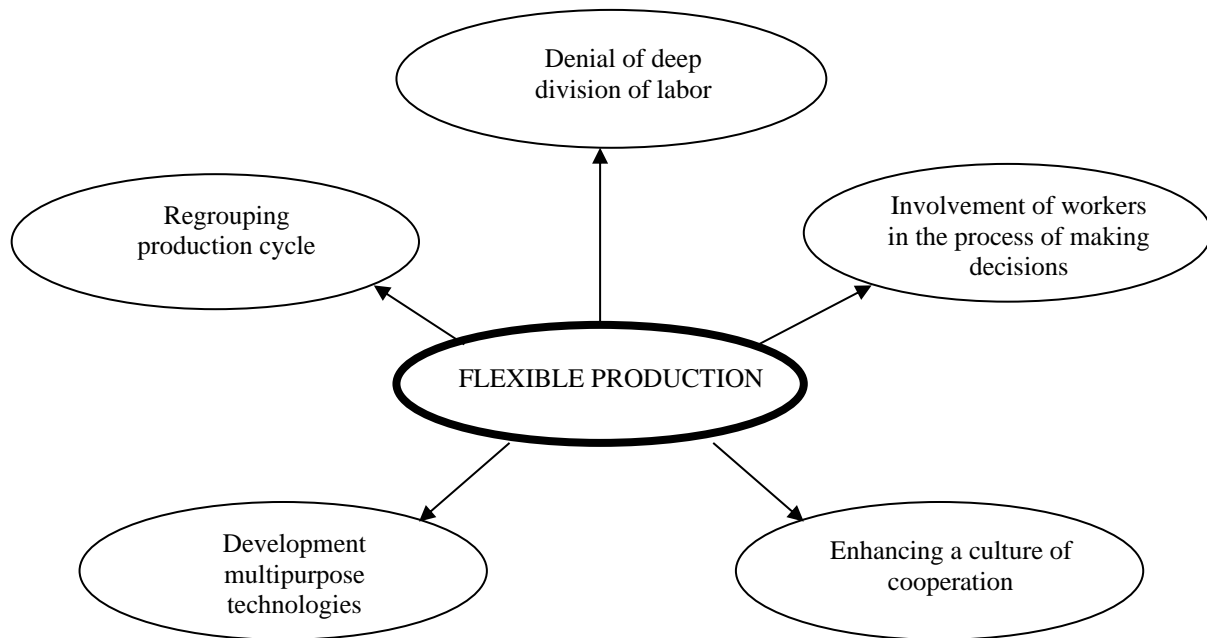 Denial of deep
division of labor
Regrouping
production cycle
Involvement of workers
in the process of making
decisions
FLEXIBLE PRODUCTION
Development
multipurpose
technologies
Enhancing a culture of
cooperation